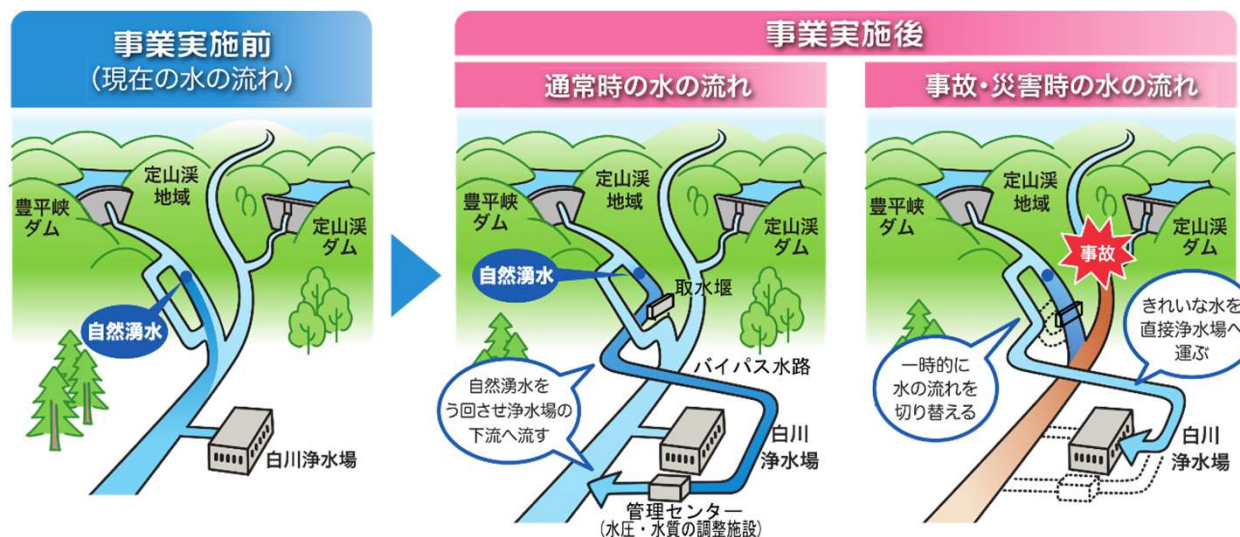 事業実施前
(現在の水の流れ)
豊平峡
ダム
定山渓
地域
定山渓
ダム
自然湧水
白川浄水場
事業実施後
通常時の水の流れ
豊平峡
ダム
定山渓
地域
定山渓
ダム
自然湧水
取水堰
バイパス水路
自然湧水を
う回させ浄水場の
下流へ流す
白川
浄水場
管理センター
(水圧・水質の調整施設)
事故・災害時の水の流れ
豊平峡
ダム
定山渓
地域
定山渓
ダム
事故
きれいな水を
直接浄水場へ
運ぶ
一時的に
水の流れを
切り替える
白川
浄水場